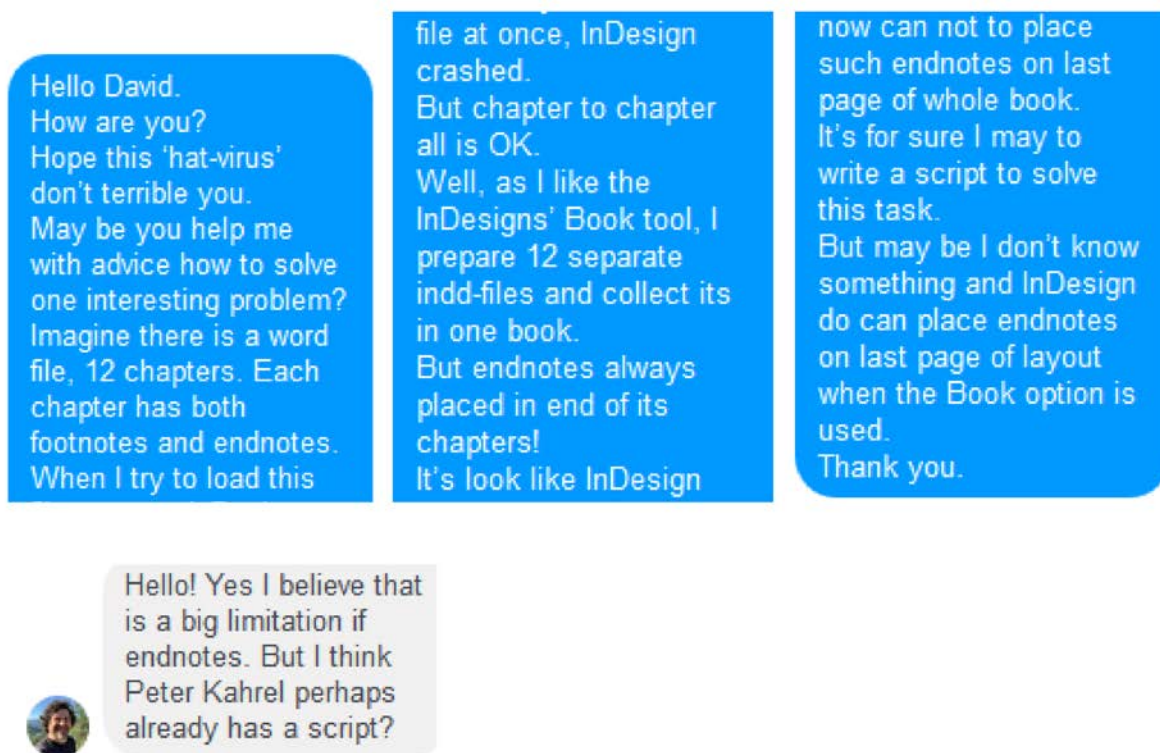 Hello David.
How are you?
Hope this ‘hat-virus’
don’t terrible you.
May be you help me
with advice how to solve
one interesting problem?
Imagine there is a word
file, 12 chapters. Each
chapter has both
footnotes and endnotes.
When I try to load this
file at once, InDesign
crashed.
But chapter to chapter
all is OK.
Well, as I like the
InDesigns’ Book tool, I
prepare 12 separate
indd-files and collect its
in one book.
But endnotes always
placed in end of its
chapters!
It’s look like InDesign
now can not to place
such endnotes on last
page of whole book.
It’s for sure I may to
write a script to solve
this task.
But may be I don’t know
something and InDesign
do can place endnotes
on last page of layout
when the Book option is
used.
Thank you.
Hello! Yes I believe that
is a big limitation if
endnotes. But I think
Peter Kahrel perhaps
already has a script?